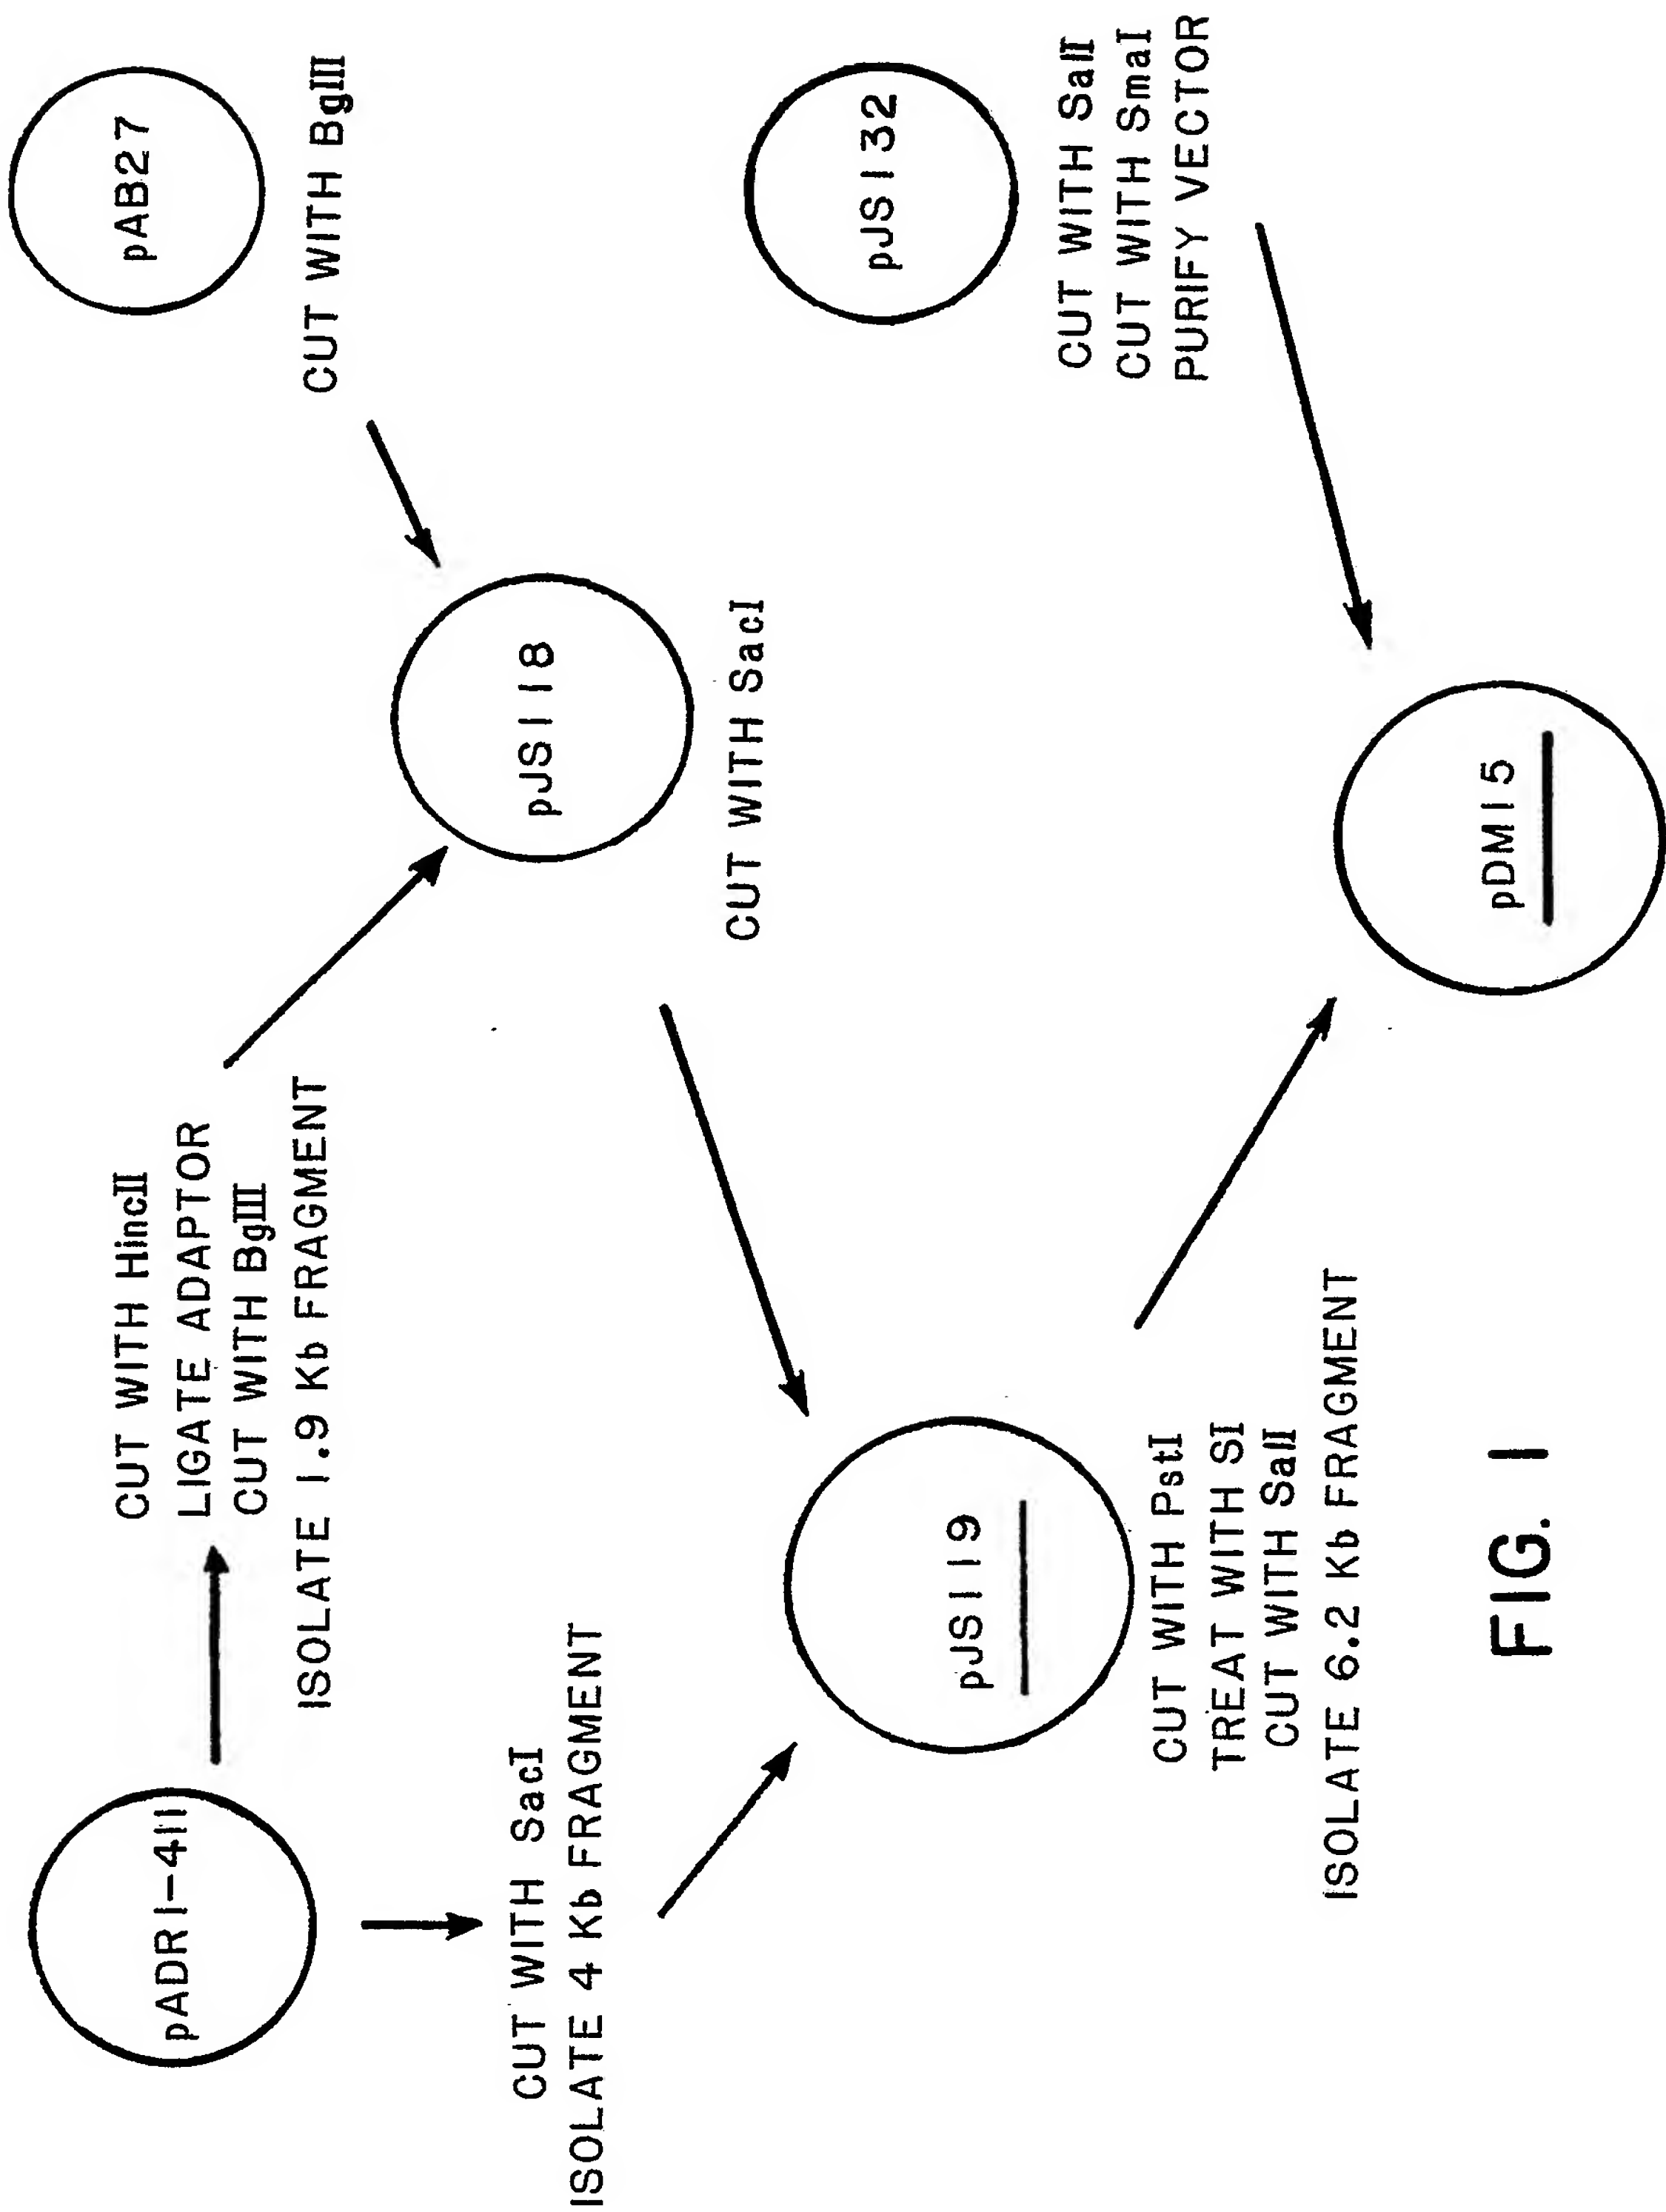 pADR1-411
CUT WITH HincII
LIGATE ADAPTOR
CUT WITH BglII
ISOLATE 1.9 Kb FRAGMENT
pAB27
CUT WITH BglII
CUT WITH SacI
ISOLATE 4 Kb FRAGMENT
pJS118
CUT WITH SacI
pJS119
CUT WITH PstI
TREAT WITH S1
CUT WITH SalI
ISOLATE 6.2 Kb FRAGMENT
pJS132
CUT WITH SalI
CUT WITH SmaI
PURIFY VECTOR
pDM15
FIG. 1